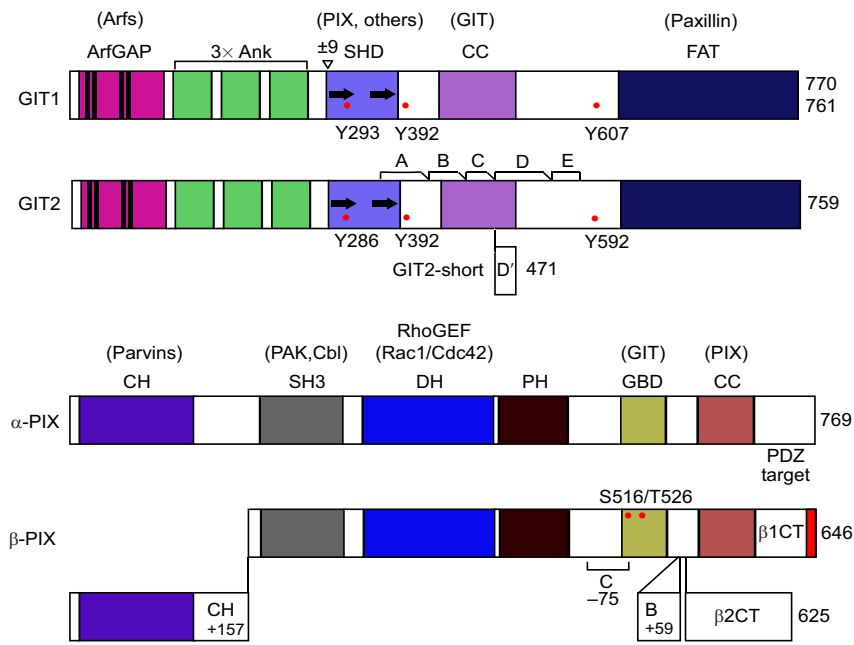 (Arfs) (PIX, others) (GIT) (Paxillin)
ArfGAP 3× Ank ±9 SHD CC FAT
GIT1 770
761
Y293 Y392 Y607
A B C D E
GIT2 759
Y286 Y392 Y592
GIT2-short D′ 471
RhoGEF
(Parvins) (PAK,Cbl) (Rac1/Cdc42) (GIT) (PIX)
CH SH3 DH PH GBD CC
α-PIX 769
PDZ
target
S516/T526
β-PIX β1CT 646
C
–75
CH
+157
B
+59
β2CT 625